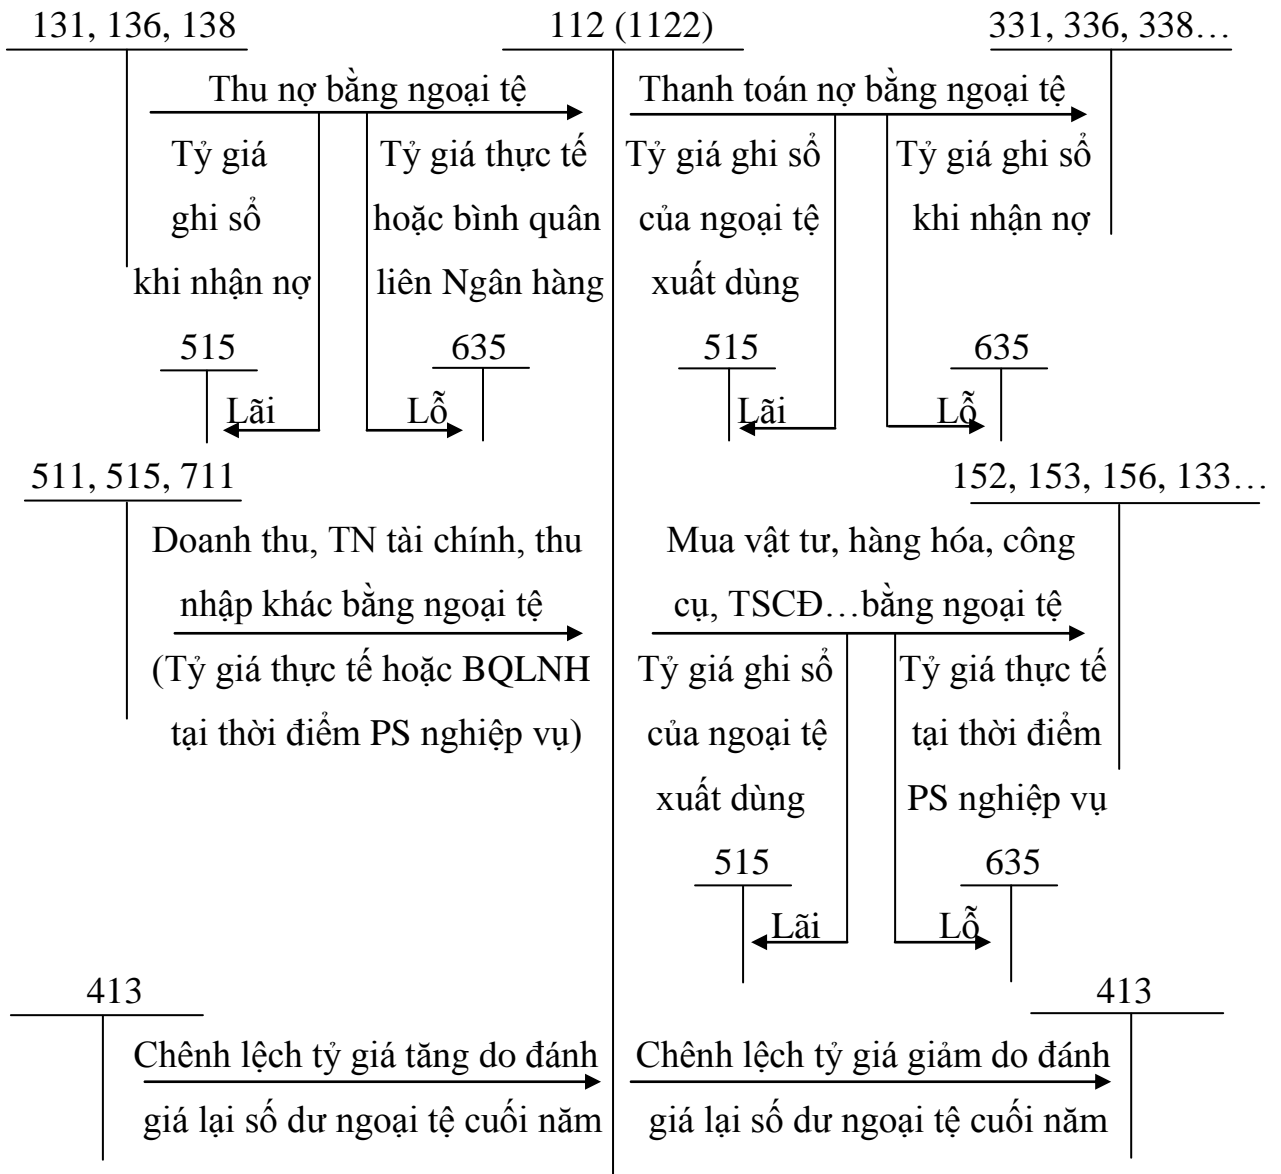 131, 136, 138
112 (1122)
331, 336, 338…
Thu nợ bằng ngoại tệ
Tỷ giá
ghi sổ
khi nhận nợ
Tỷ giá thực tế
hoặc bình quân
liên Ngân hàng
515
Lãi
635
Lỗ
Thanh toán nợ bằng ngoại tệ
Tỷ giá ghi sổ
của ngoại tệ
xuất dùng
Tỷ giá ghi sổ
khi nhận nợ
515
Lãi
635
Lỗ
511, 515, 711
Doanh thu, TN tài chính, thu
nhập khác bằng ngoại tệ
(Tỷ giá thực tế hoặc BQLNH
tại thời điểm PS nghiệp vụ)
152, 153, 156, 133…
Mua vật tư, hàng hóa, công
cụ, TSCĐ…bằng ngoại tệ
Tỷ giá ghi sổ
của ngoại tệ
xuất dùng
Tỷ giá thực tế
tại thời điểm
PS nghiệp vụ
515
Lãi
635
Lỗ
413
Chênh lệch tỷ giá tăng do đánh
giá lại số dư ngoại tệ cuối năm
413
Chênh lệch tỷ giá giảm do đánh
giá lại số dư ngoại tệ cuối năm